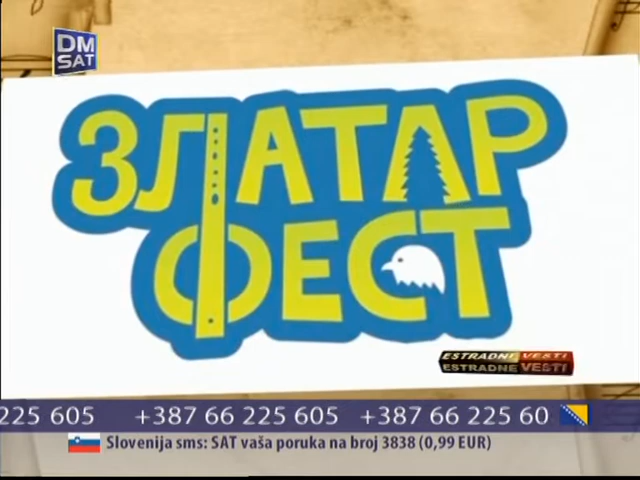 DM
SAT
ЗЛАТАР
ФЕСТ
ESTRADNE VESTI
ESTRADNE VESTI
225 605 +387 66 225 605 +387 66 225 60
Slovenija sms: SAT vaša poruka na broj 3838 (0,99 EUR)